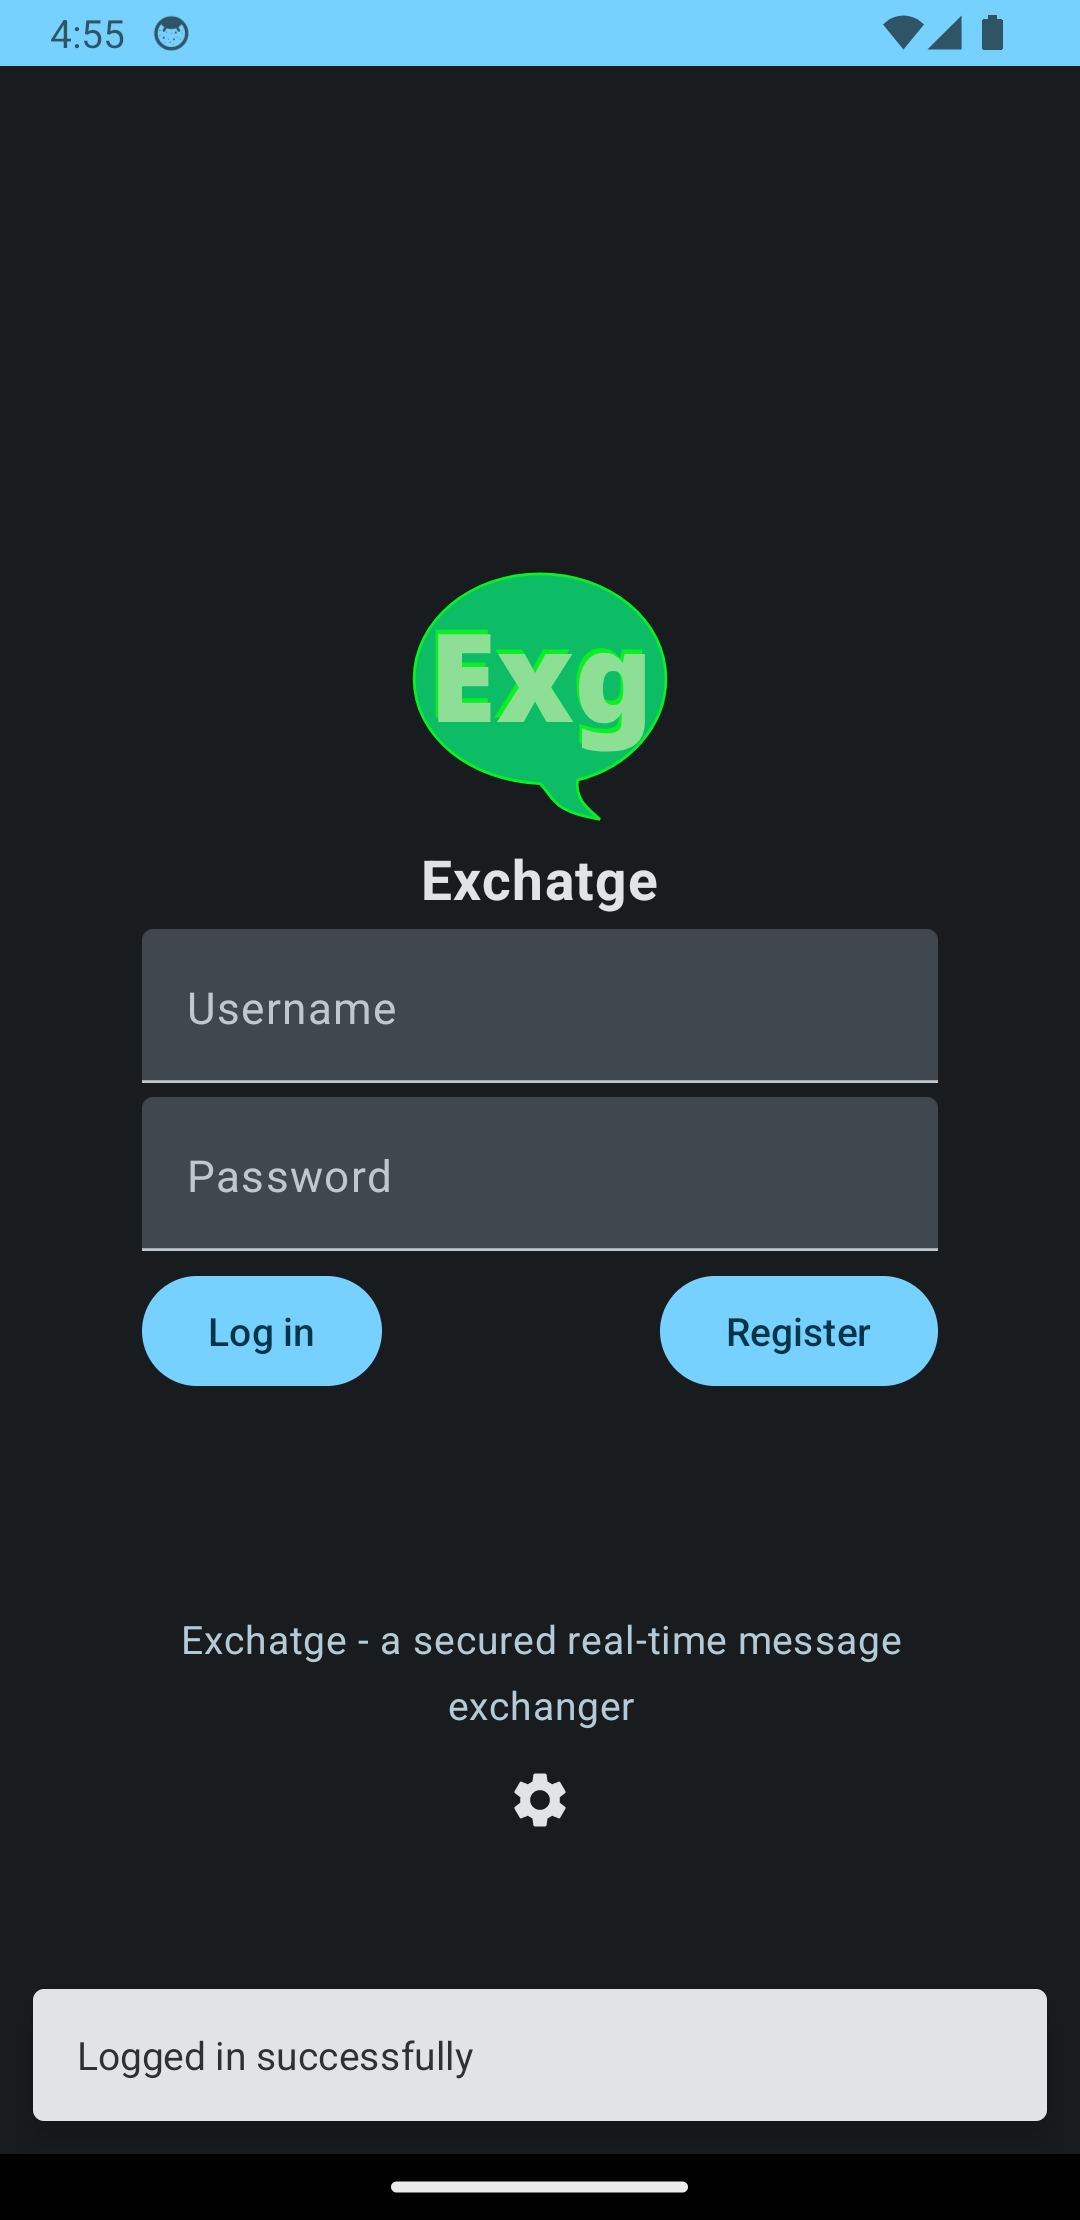 4:55
Exg
Exchatge
Username
Password
Log in
Register
Exchatge - a secured real-time message
exchanger
Logged in successfully